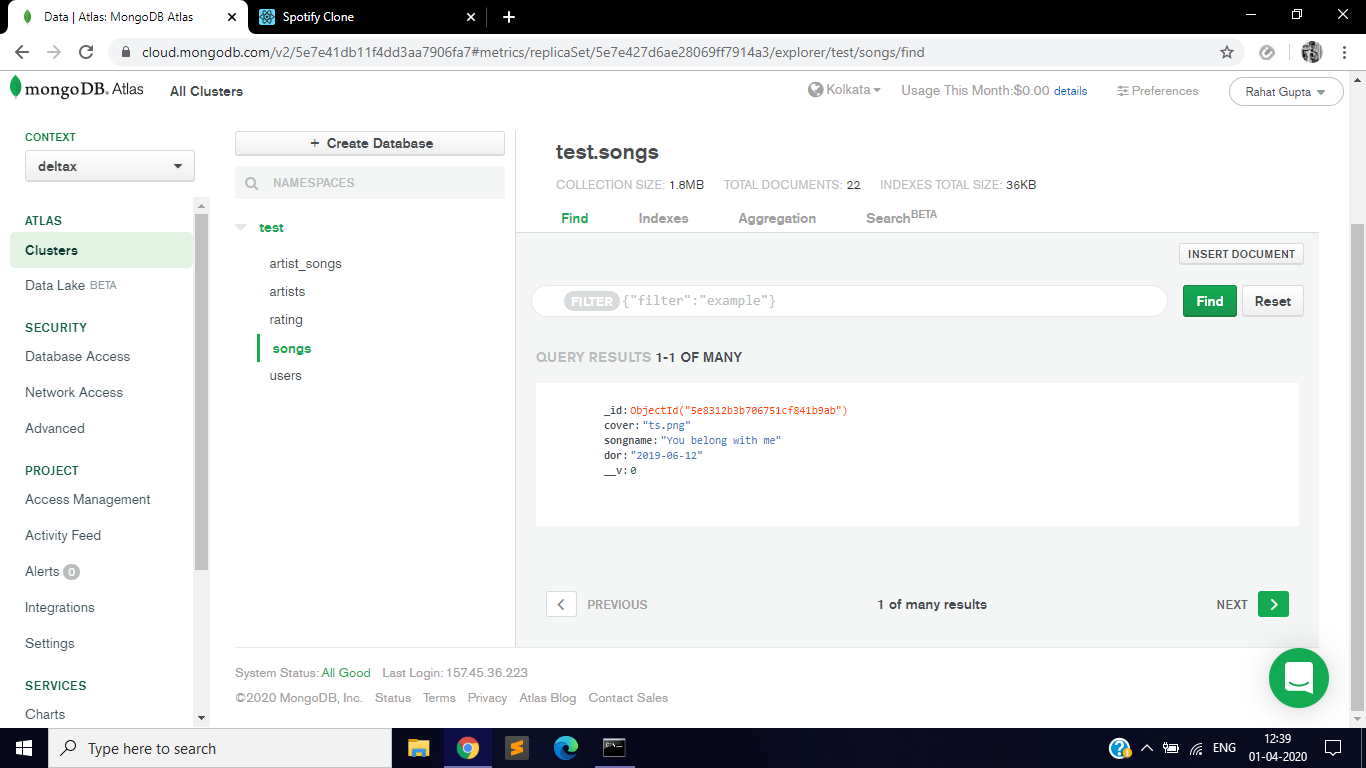 Data | Atlas: MongoDB Atlas
Spotify Clone
cloud.mongodb.com/v2/5e7e41db11f4dd3aa7906fa7#metrics/replicaSet/5e7e427d6ae28069ff7914a3/explorer/test/songs/find
mongoDB. Atlas
All Clusters
Kolkata
Usage This Month:$0.00 details
Preferences
Rahat Gupta
CONTEXT
deltax
ATLAS
Clusters
Data Lake BETA
SECURITY
Database Access
Network Access
Advanced
PROJECT
Access Management
Activity Feed
Alerts 0
Integrations
Settings
SERVICES
Charts
+ Create Database
NAMESPACES
test
artist_songs
artists
rating
songs
users
test.songs
COLLECTION SIZE: 1.8MB TOTAL DOCUMENTS: 22 INDEXES TOTAL SIZE: 36KB
Find Indexes Aggregation Search BETA
INSERT DOCUMENT
FILTER {"filter":"example"}
Find
Reset
QUERY RESULTS 1-1 OF MANY
_id: ObjectId("5e8312b3b706751cf841b9ab")
cover: "ts.png"
songname: "You belong with me"
dor: "2019-06-12"
__v: 0
PREVIOUS
1 of many results
NEXT
System Status: All Good Last Login: 157.45.36.223
©2020 MongoDB, Inc. Status Terms Privacy Atlas Blog Contact Sales
Type here to search
ENG
12:39
01-04-2020